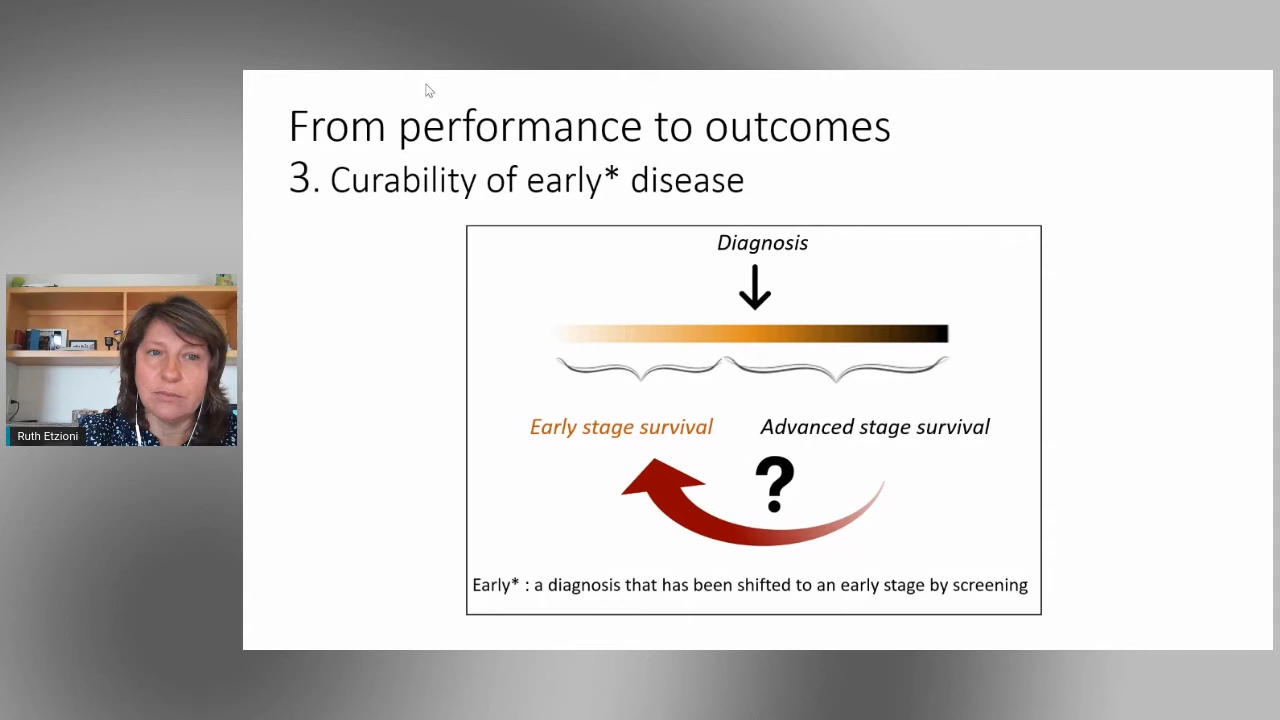 From performance to outcomes
3. Curability of early* disease
Diagnosis
Early stage survival
Advanced stage survival
?
Early* : a diagnosis that has been shifted to an early stage by screening
Ruth Etzioni